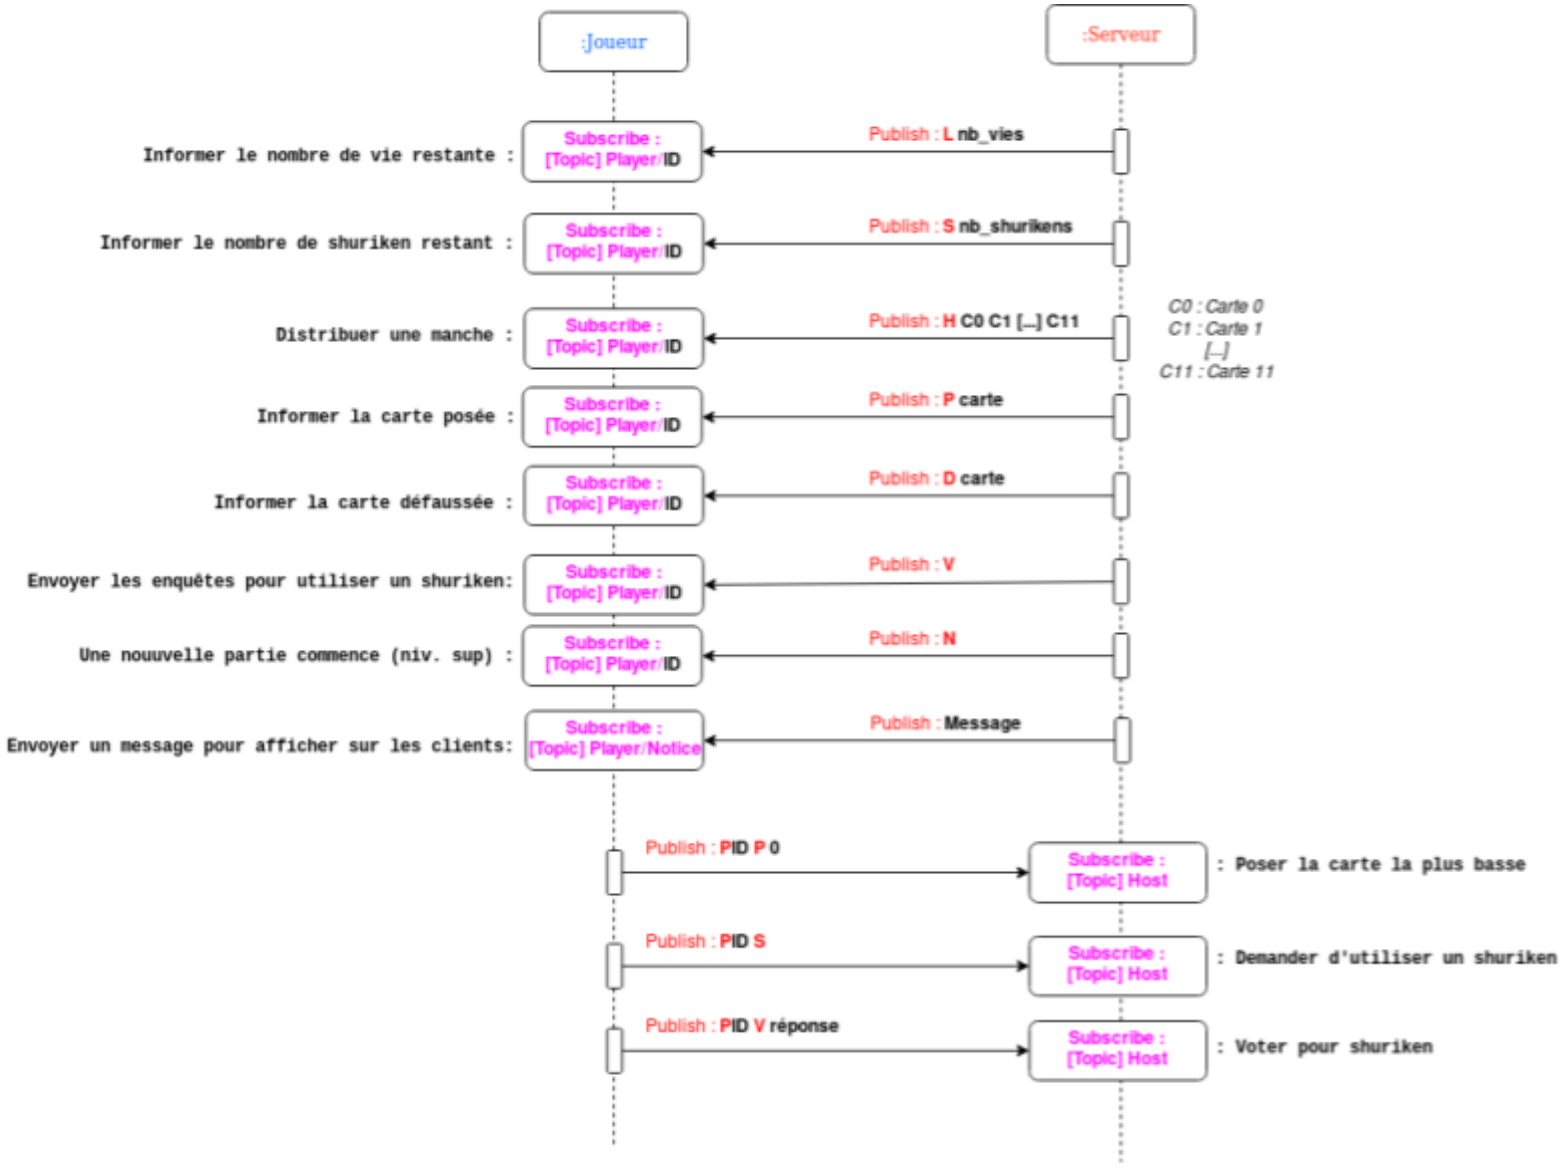 :Joueur
:Serveur
Informer le nombre de vie restante :
Subscribe :
[Topic] Player/ID
Publish : L nb_vies
Informer le nombre de shuriken restant :
Subscribe :
[Topic] Player/ID
Publish : S nb_shurikens
Distribuer une manche :
Subscribe :
[Topic] Player/ID
Publish : H C0 C1 [...] C11
C0 : Carte 0
C1 : Carte 1
[...]
C11 : Carte 11
Informer la carte posée :
Subscribe :
[Topic] Player/ID
Publish : P carte
Informer la carte défaussée :
Subscribe :
[Topic] Player/ID
Publish : D carte
Envoyer les enquêtes pour utiliser un shuriken:
Subscribe :
[Topic] Player/ID
Publish : V
Une nouuvelle partie commence (niv. sup) :
Subscribe :
[Topic] Player/ID
Publish : N
Envoyer un message pour afficher sur les clients:
Subscribe :
[Topic] Player/Notice
Publish : Message
Publish : PID P 0
Subscribe :
[Topic] Host
: Poser la carte la plus basse
Publish : PID S
Subscribe :
[Topic] Host
: Demander d'utiliser un shuriken
Publish : PID V réponse
Subscribe :
[Topic] Host
: Voter pour shuriken